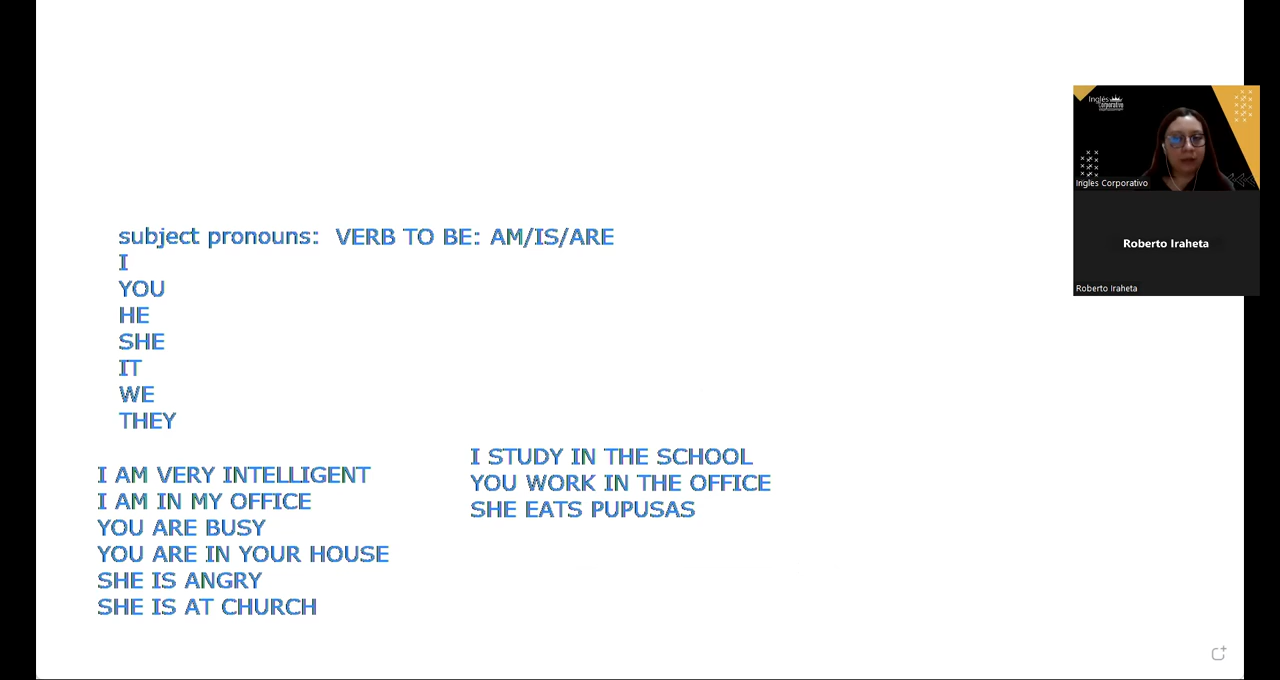 subject pronouns: VERB TO BE: AM/IS/ARE
I
YOU
HE
SHE
IT
WE
THEY
I AM VERY INTELLIGENT
I AM IN MY OFFICE
YOU ARE BUSY
YOU ARE IN YOUR HOUSE
SHE IS ANGRY
SHE IS AT CHURCH
I STUDY IN THE SCHOOL
YOU WORK IN THE OFFICE
SHE EATS PUPUSAS
Inglés
Corporativo
Ingles Corporativo
Roberto Iraheta
Roberto Iraheta